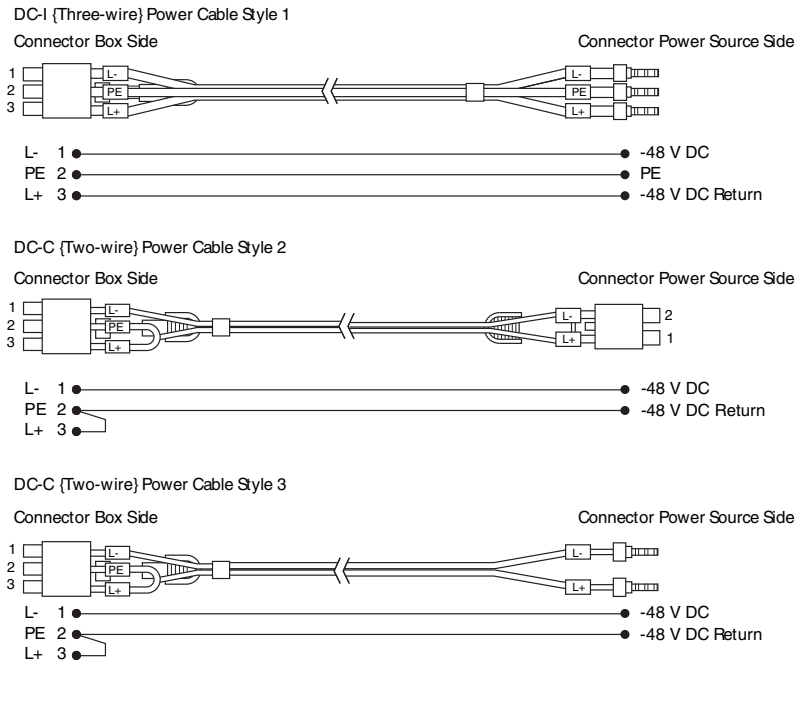 DC-I {Three-wire} Power Cable Style 1
Connector Box Side Connector Power Source Side
1 L- L-
2 PE PE
3 L+ L+
L- 1 -48 V DC
PE 2 PE
L+ 3 -48 V DC Return
DC-C {Two-wire} Power Cable Style 2
Connector Box Side Connector Power Source Side
1 L- L- 2
2 PE
3 L+ L+ 1
L- 1 -48 V DC
PE 2 -48 V DC Return
L+ 3
DC-C {Two-wire} Power Cable Style 3
Connector Box Side Connector Power Source Side
1 L- L-
2 PE
3 L+ L+
L- 1 -48 V DC
PE 2 -48 V DC Return
L+ 3